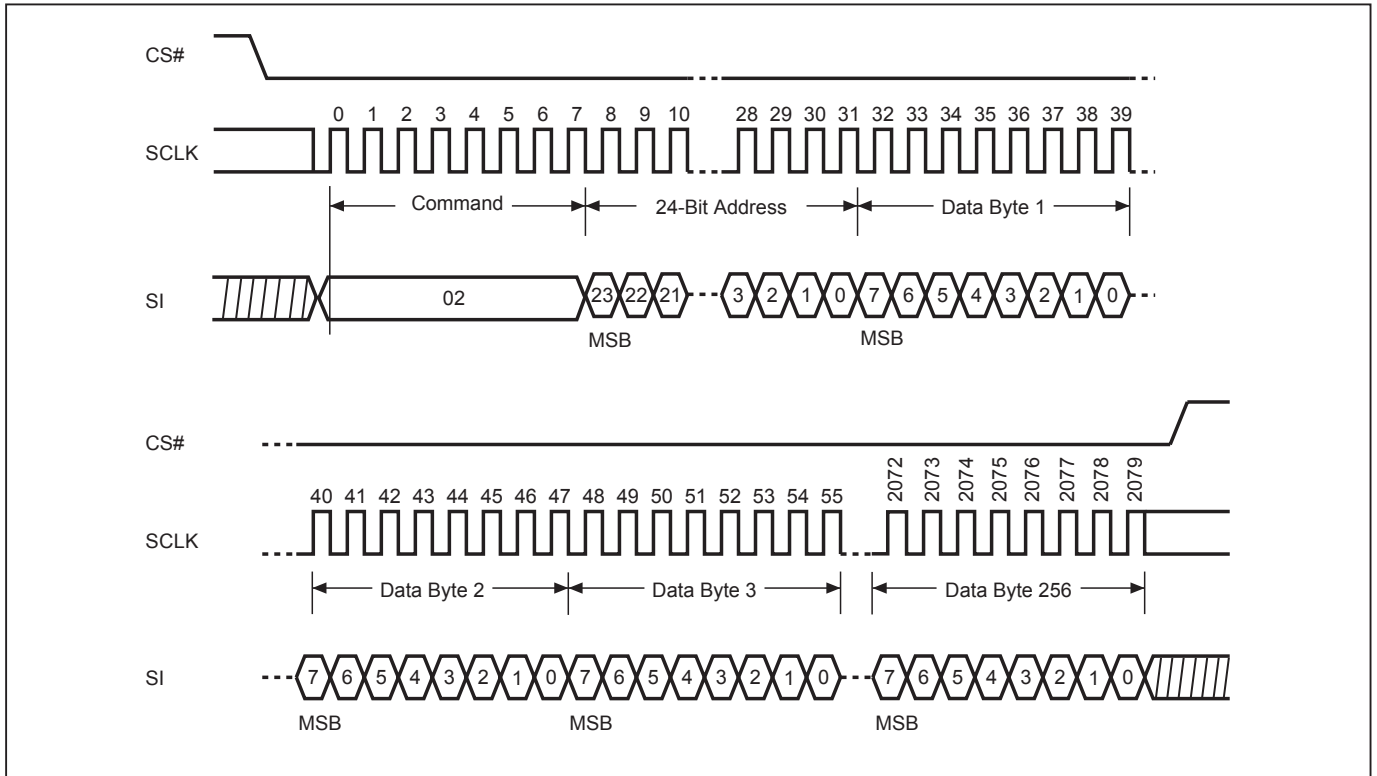 CS#
0 1 2 3 4 5 6 7 8 9 10 28 29 30 31 32 33 34 35 36 37 38 39
SCLK
Command 24-Bit Address Data Byte 1
SI 02 23 22 21 3 2 1 0 7 6 5 4 3 2 1 0
MSB MSB
CS#
2072 2073 2074 2075 2076 2077 2078 2079
40 41 42 43 44 45 46 47 48 49 50 51 52 53 54 55
SCLK
Data Byte 2 Data Byte 3 Data Byte 256
SI 7 6 5 4 3 2 1 0 7 6 5 4 3 2 1 0 7 6 5 4 3 2 1 0
MSB MSB MSB